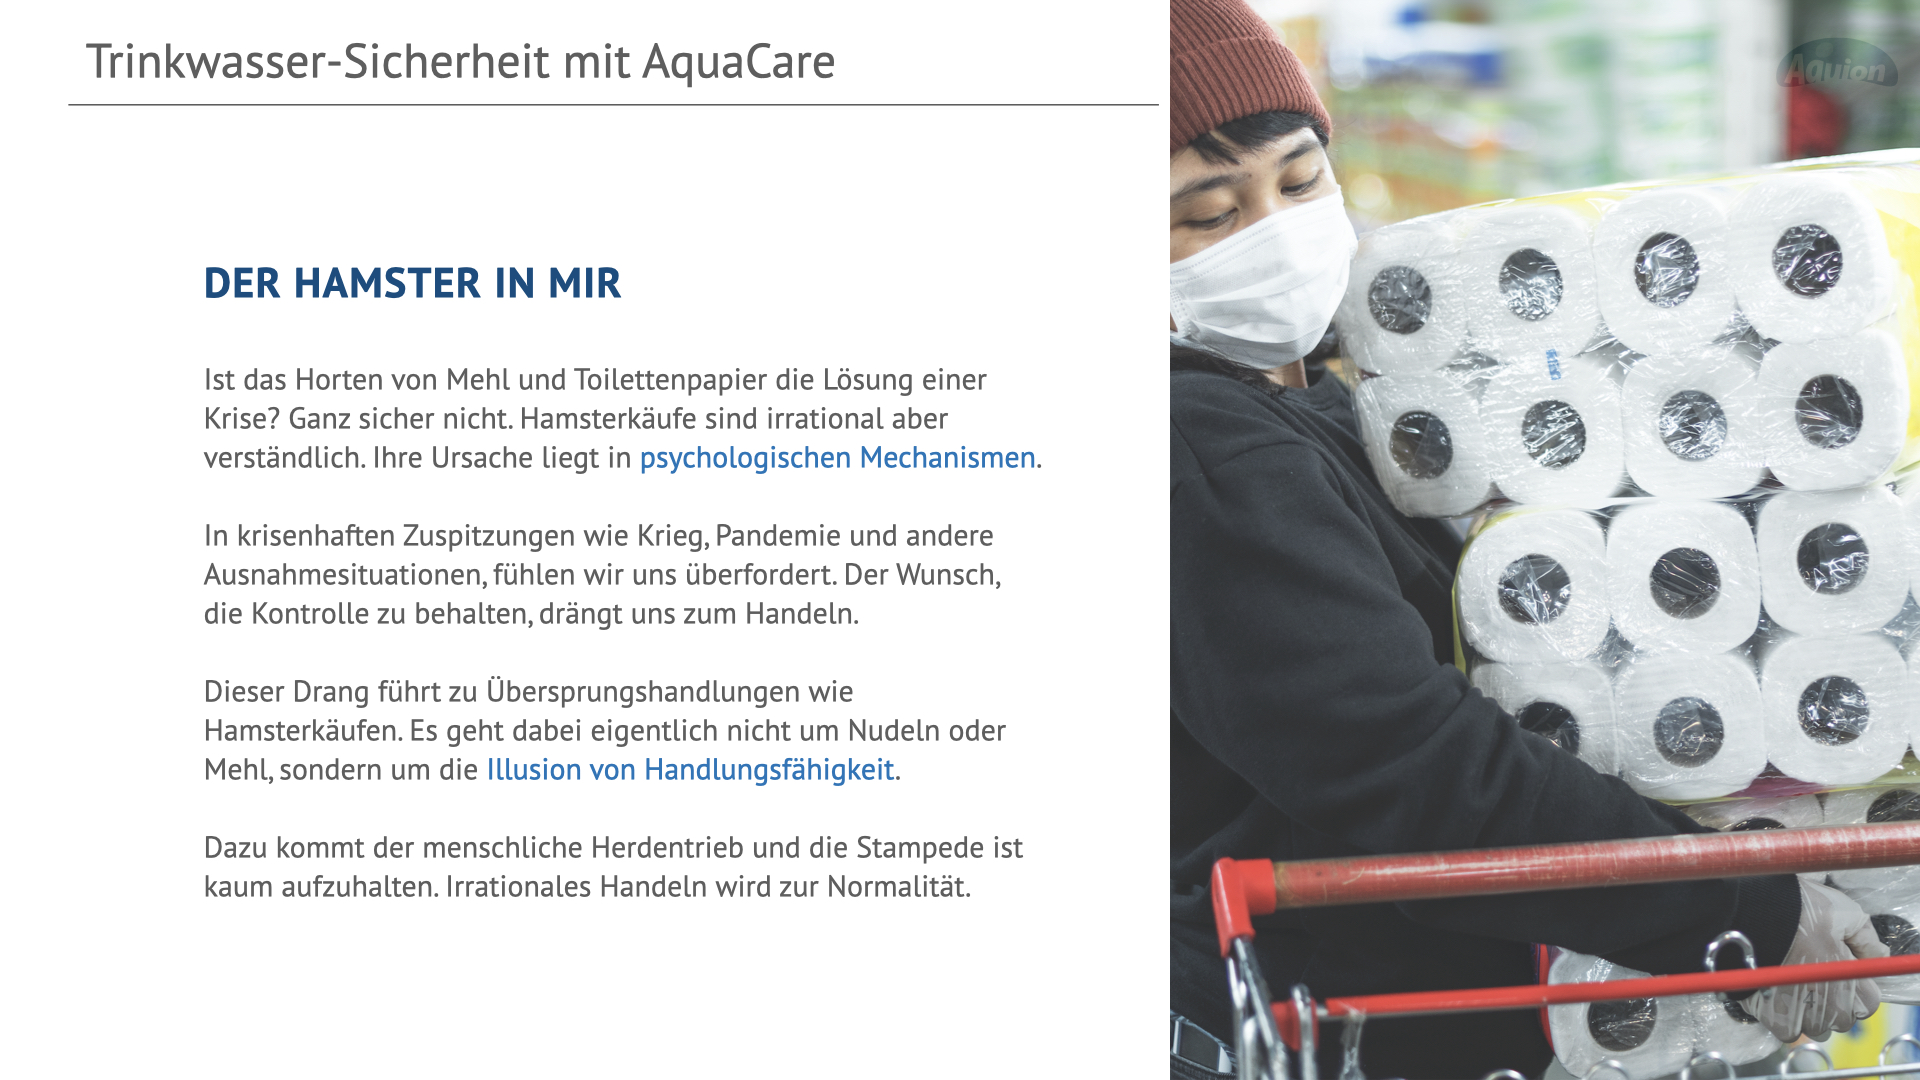 Trinkwasser-Sicherheit mit AquaCare
Aquion
DER HAMSTER IN MIR
Ist das Horten von Mehl und Toilettenpapier die Lösung einer
Krise? Ganz sicher nicht. Hamsterkäufe sind irrational aber
verständlich. Ihre Ursache liegt in psychologischen Mechanismen.
In krisenhaften Zuspitzungen wie Krieg, Pandemie und andere
Ausnahmesituationen, fühlen wir uns überfordert. Der Wunsch,
die Kontrolle zu behalten, drängt uns zum Handeln.
Dieser Drang führt zu Übersprungshandlungen wie
Hamsterkäufen. Es geht dabei eigentlich nicht um Nudeln oder
Mehl, sondern um die Illusion von Handlungsfähigkeit.
Dazu kommt der menschliche Herdentrieb und die Stampede ist
kaum aufzuhalten. Irrationales Handeln wird zur Normalität.
4